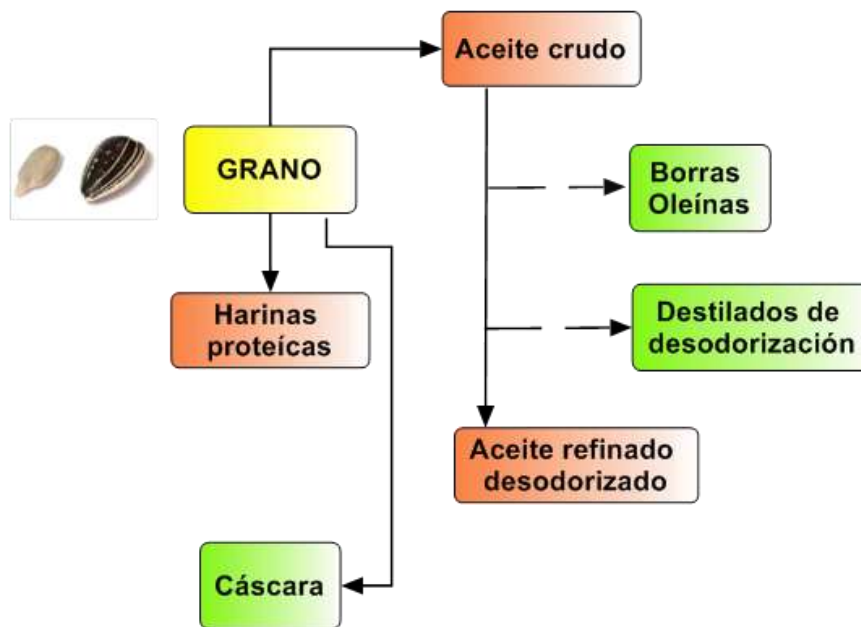 Aceite crudo
GRANO
Borras
Oleínas
Harinas
proteícas
Destilados de
desodorización
Aceite refinado
desodorizado
Cáscara